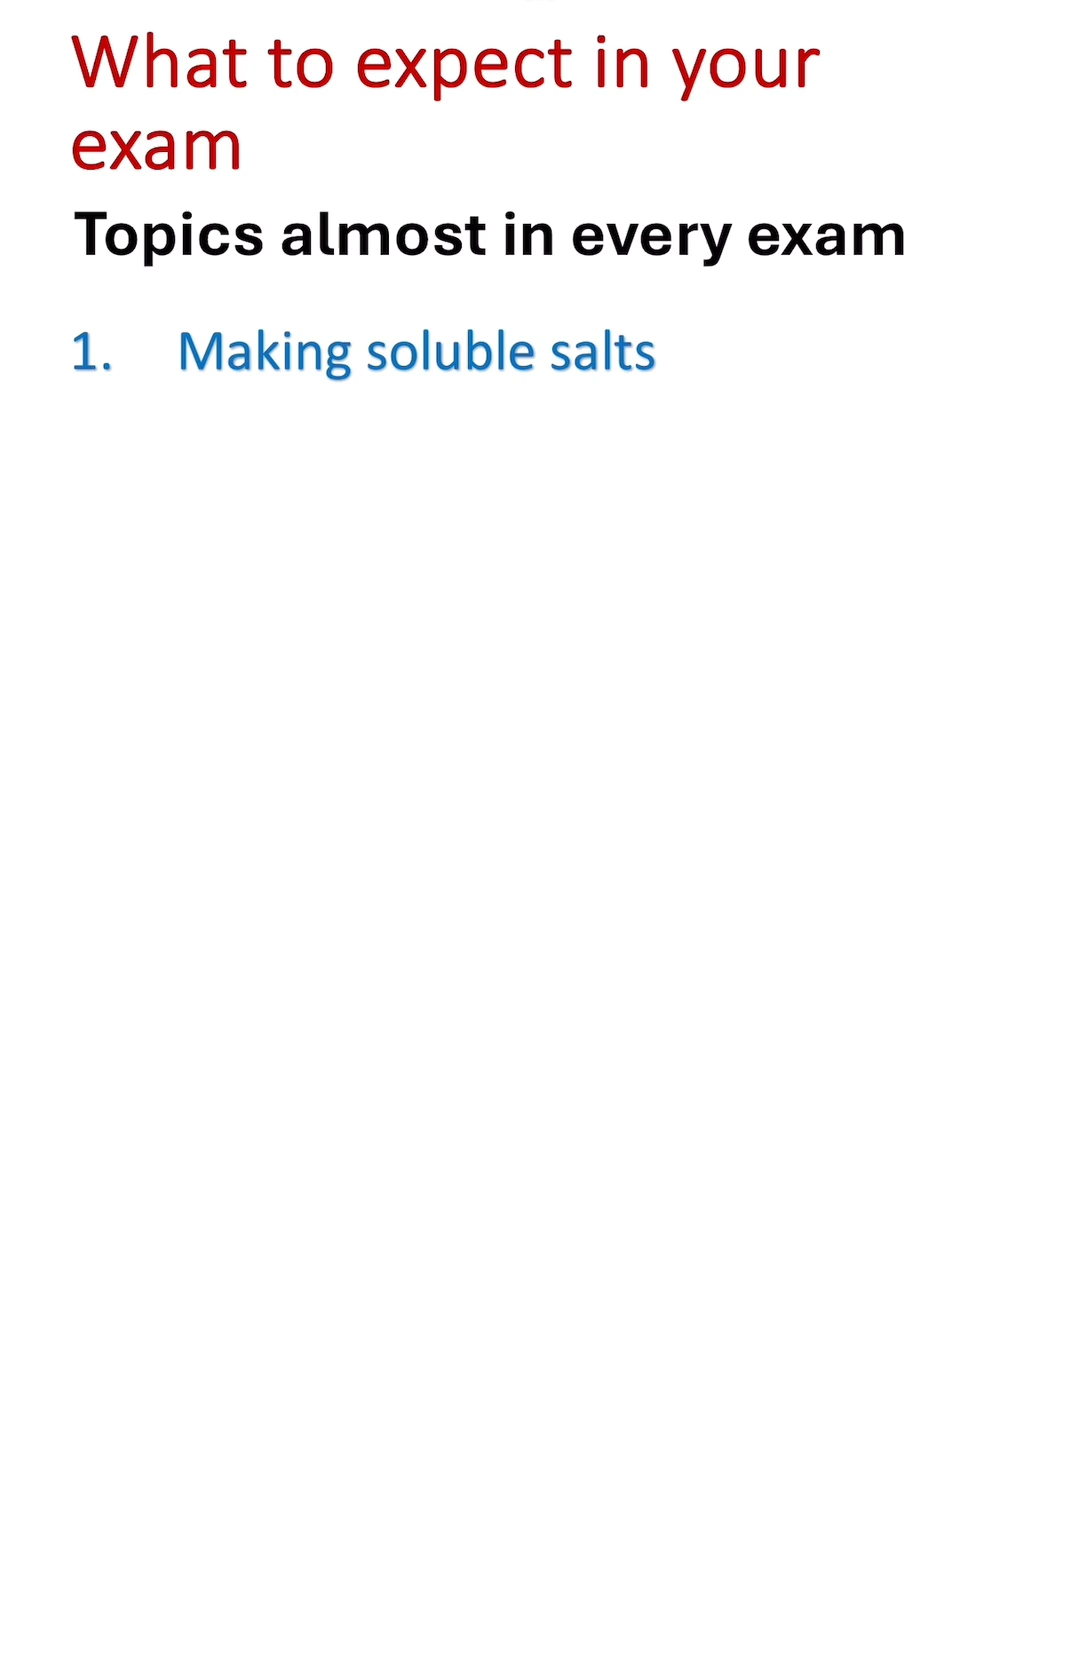 What to expect in your
exam
Topics almost in every exam
1. Making soluble salts